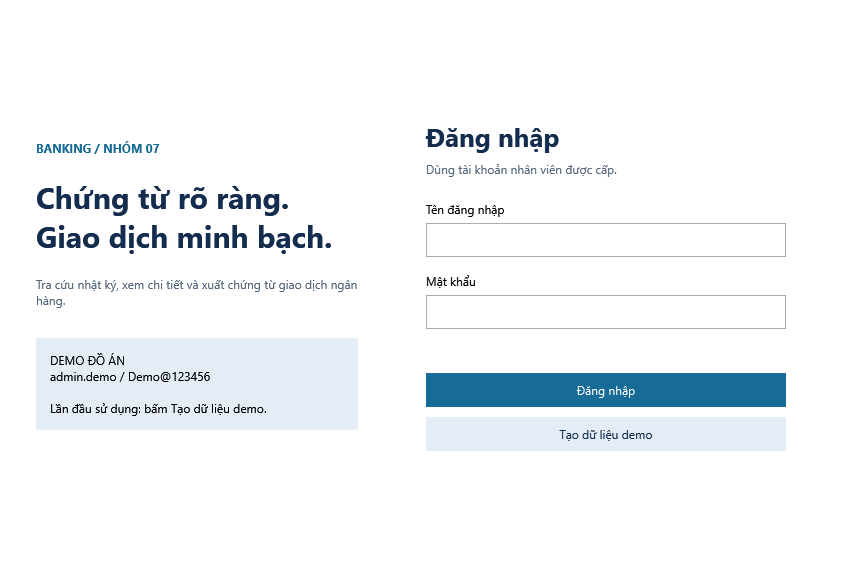 BANKING / NHÓM 07
Chứng từ rõ ràng.
Giao dịch minh bạch.
Tra cứu nhật ký, xem chi tiết và xuất chứng từ giao dịch ngân
hàng.
DEMO ĐỒ ÁN
admin.demo / Demo@123456
Lần đầu sử dụng: bấm Tạo dữ liệu demo.
Đăng nhập
Dùng tài khoản nhân viên được cấp.
Tên đăng nhập
Mật khẩu
Đăng nhập
Tạo dữ liệu demo